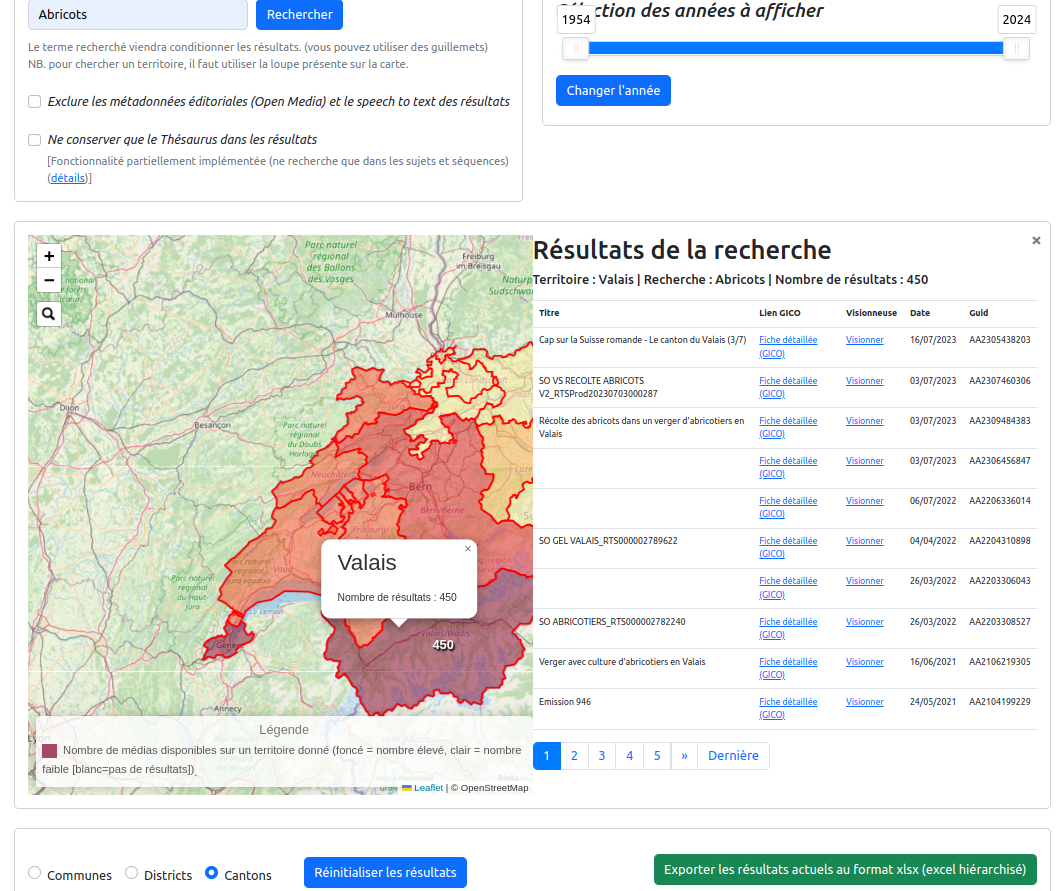 Abricots
Rechercher
Le terme recherché viendra conditionner les résultats. (vous pouvez utiliser des guillemets)
NB. pour chercher un territoire, il faut utiliser la loupe présente sur la carte.
Exclure les métadonnées éditoriales (Open Media) et le speech to text des résultats
Ne conserver que le Thésaurus dans les résultats
[Fonctionnalité partiellement implémentée (ne recherche que dans les sujets et séquences)
(détails)]
des années à afficher
1954
2024
Changer l'année
+
−
Parc naturel
régional
des Ballons
des Vosges
Freiburg
im Breisgau
Mulhouse
Dijon
Besançon
Parc naturel
régional
du Doubs
Horloger
Neuchâtel
Bern
Bern/Berne
Fribourg
Parc naturel
régional
du Haut-
Jura
Vaud
Le Léman
Genève
Valais/Wallis
Annecy
Valais
×
Nombre de résultats : 450
450
Légende
Nombre de médias disponibles sur un territoire donné (foncé = nombre élevé, clair = nombre
faible [blanc=pas de résultats])
Leaflet | © OpenStreetMap
×
Résultats de la recherche
Territoire : Valais | Recherche : Abricots | Nombre de résultats : 450
Titre Lien GICO Visionneuse Date Guid
Cap sur la Suisse romande - Le canton du Valais (3/7) Fiche détaillée Visionner 16/07/2023 AA2305438203
(GICO)
SO VS RECOLTE ABRICOTS Fiche détaillée Visionner 03/07/2023 AA2307460306
V2_RTSProd20230703000287 (GICO)
Récolte des abricots dans un verger d'abricotiers en Fiche détaillée Visionner 03/07/2023 AA2309484383
Valais (GICO)
Fiche détaillée Visionner 03/07/2023 AA2306456847
(GICO)
Fiche détaillée Visionner 06/07/2022 AA2206336014
(GICO)
SO GEL VALAIS_RTS000002789622 Fiche détaillée Visionner 04/04/2022 AA2204310898
(GICO)
Fiche détaillée Visionner 26/03/2022 AA2203306043
(GICO)
SO ABRICOTIERS_RTS000002782240 Fiche détaillée Visionner 26/03/2022 AA2203308527
(GICO)
Verger avec culture d'abricotiers en Valais Fiche détaillée Visionner 16/06/2021 AA2106219305
(GICO)
Emission 946 Fiche détaillée Visionner 24/05/2021 AA2104199229
(GICO)
1 2 3 4 5 » Dernière
Communes Districts Cantons
Réinitialiser les résultats
Exporter les résultats actuels au format xlsx (excel hiérarchisé)